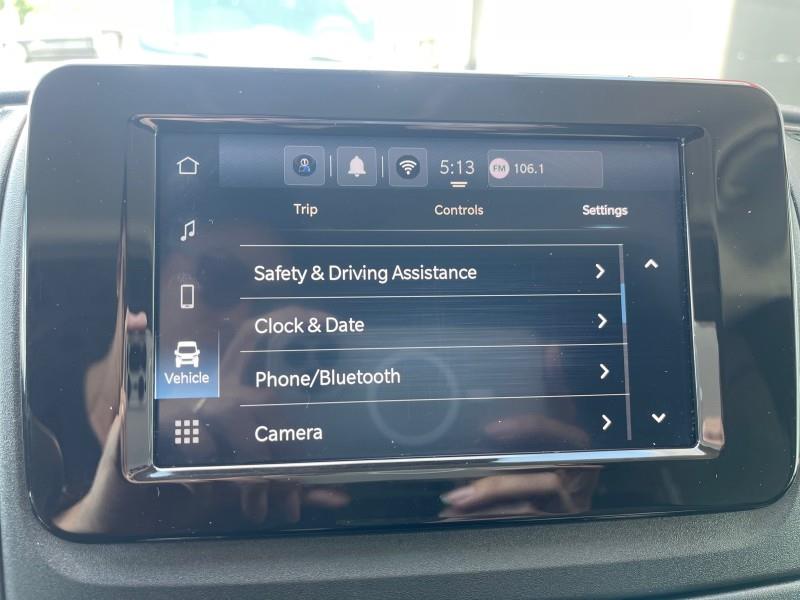 5:13
FM 106.1
Trip Controls Settings
Safety & Driving Assistance
Clock & Date
Phone/Bluetooth
Vehicle
Camera